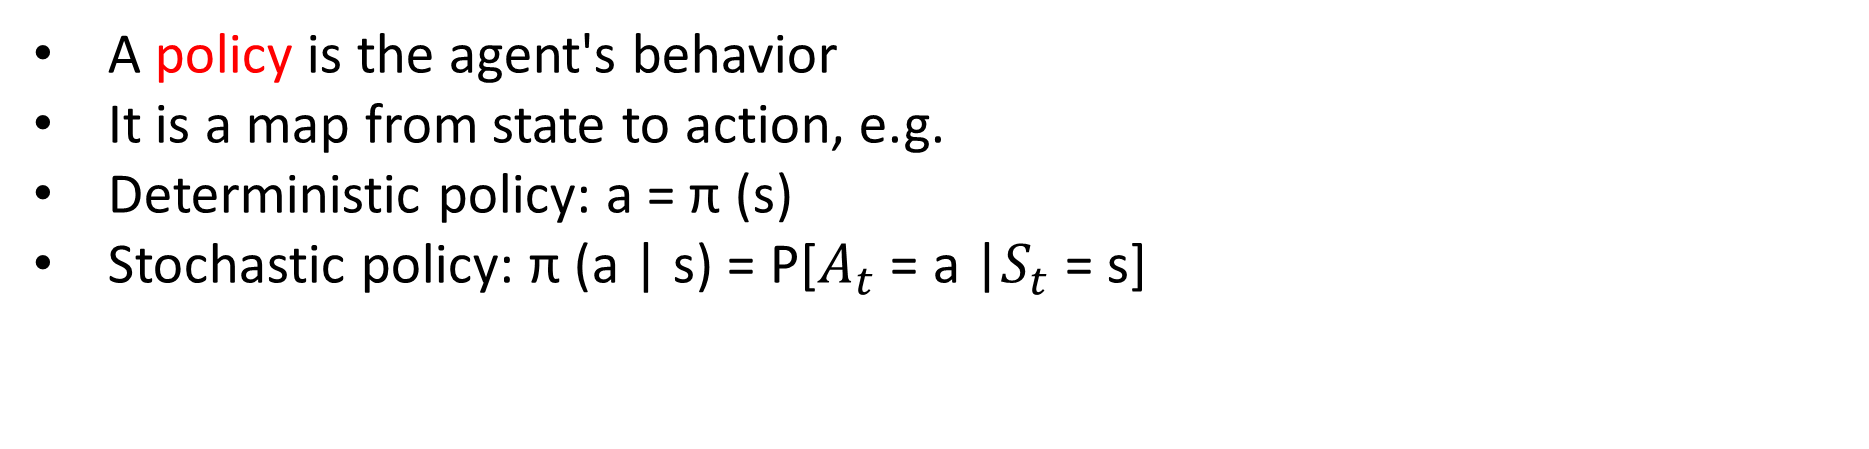 • A policy is the agent's behavior
• It is a map from state to action, e.g.
• Deterministic policy: a = π (s)
• Stochastic policy: π (a | s) = P[𝐴ₜ = a |𝑆ₜ = s]